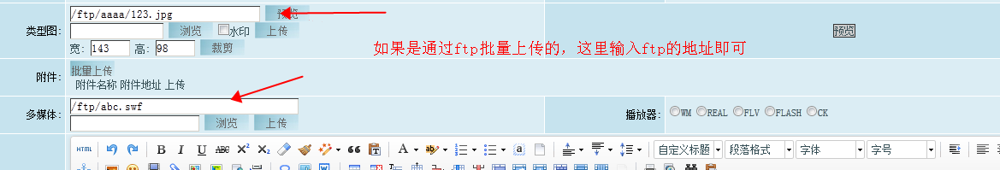 /ftp/aaaa/123.jpg 预览
类型图: 浏览 水印 上传 预览
宽: 143 高: 98 裁剪
如果是通过ftp批量上传的，这里输入ftp的地址即可
附件: 批量上传
附件名称 附件地址 上传
/ftp/abc.swf
多媒体: 播放器: WM REAL FLV FLASH CK
浏览 上传
HTML B I U ABC X² X₂ A ab 自定义标题 段落格式 字体 字号